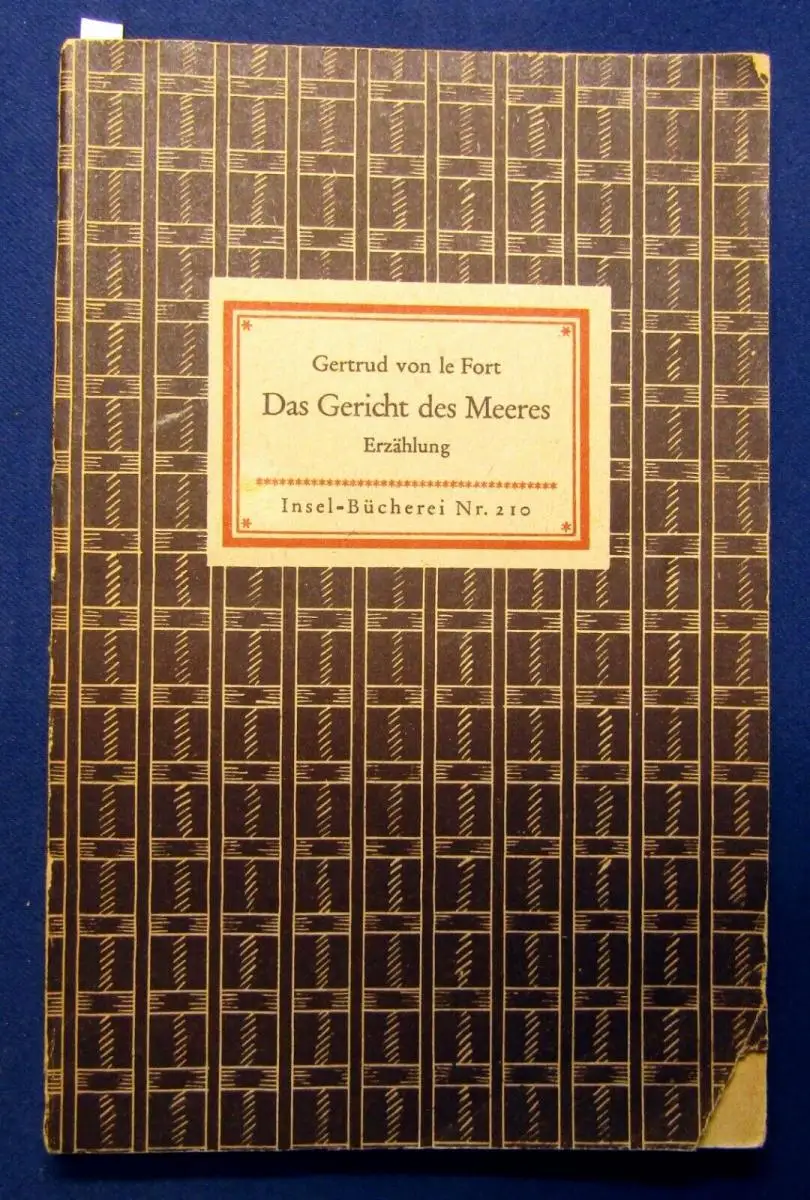 Gertrud von le Fort
Das Gericht des Meeres
Erzählung
Insel-Bücherei Nr. 210